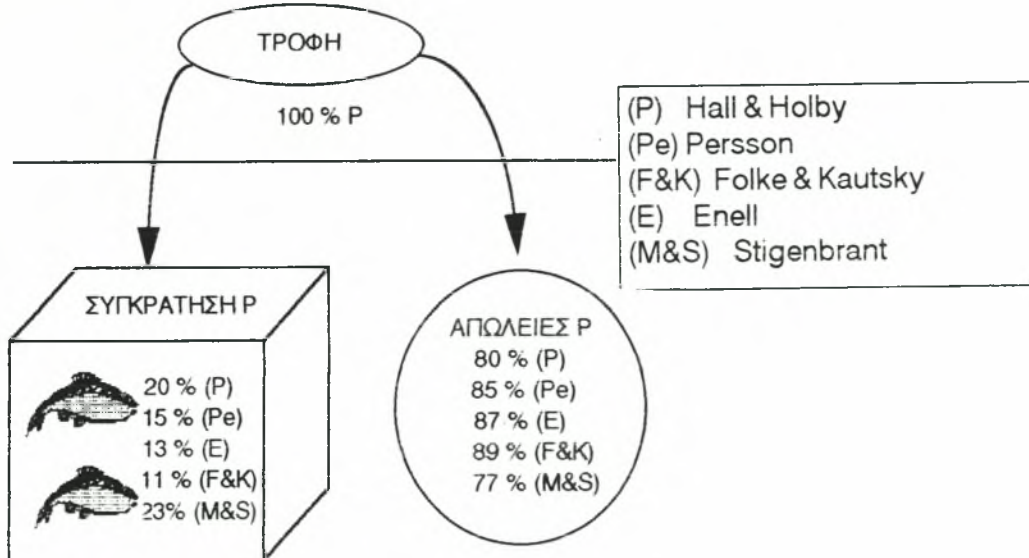 ΤΡΟΦΗ
100 % P
(P) Hall & Holby
(Pe) Persson
(F&K) Folke & Kautsky
(E) Enell
(M&S) Stigenbrant
ΣΥΓΚΡΑΤΗΣΗ P
20 % (P)
15 % (Pe)
13 % (E)
11 % (F&K)
23% (M&S)
ΑΠΩΛΕΙΕΣ P
80 % (P)
85 % (Pe)
87 % (E)
89 % (F&K)
77 % (M&S)